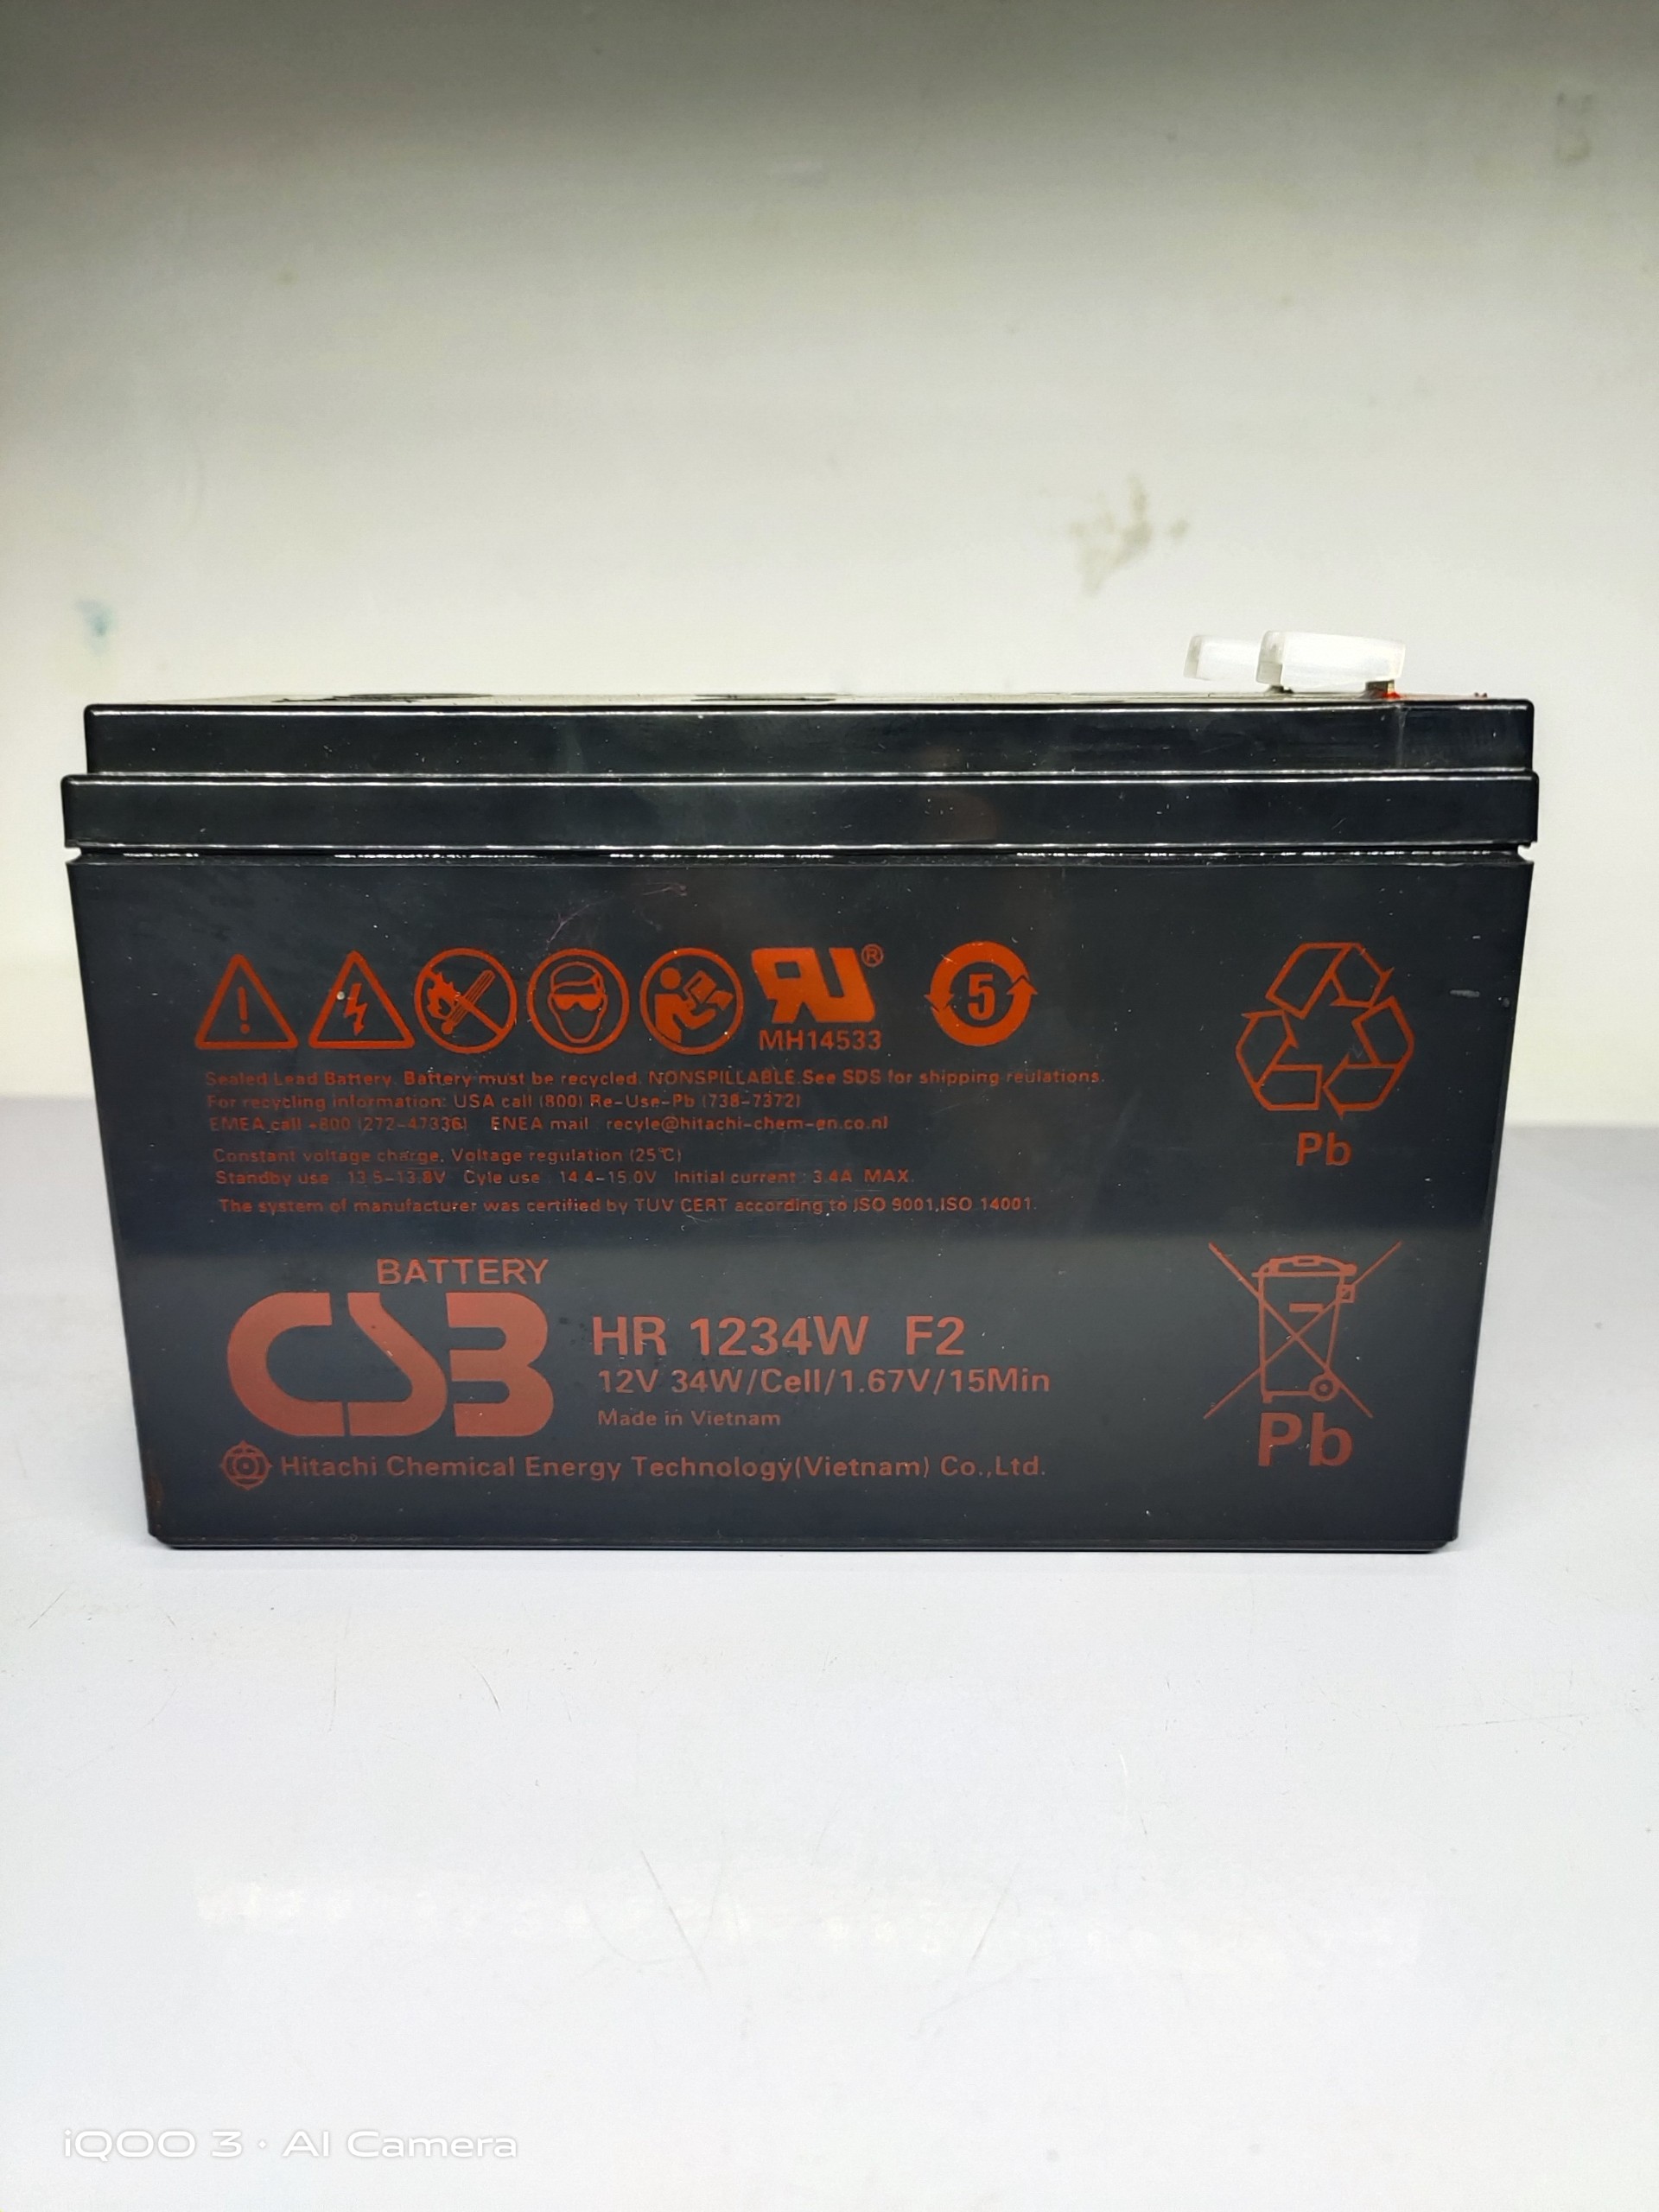 MH14533
5
Sealed Lead Battery. Battery must be recycled. NONSPILLABLE.See SDS for shipping reulations.
For recycling information: USA call (800) Re-Use-Pb (738-7372)
EMEA call +800 (272-47336) ENEA mail : recyle@hitachi-chem-en.co.nl
Constant voltage charge. Voltage regulation (25℃)
Standby use : 13.5-13.8V Cyle use : 14.4-15.0V Initial current : 3.4A MAX.
The system of manufacturer was certified by TUV CERT according to ISO 9001,ISO 14001.
Pb
BATTERY
CSB
HR 1234W F2
12V 34W/Cell/1.67V/15Min
Made in Vietnam
Hitachi Chemical Energy Technology(Vietnam) Co.,Ltd.
Pb
iQOO 3 · AI Camera